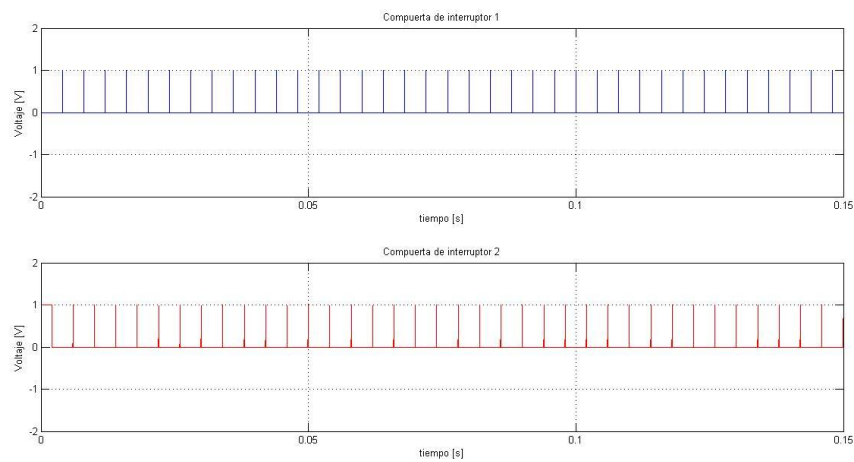 Compuerta de interruptor 1
2
1
0
-1
-2
Voltaje [V]
0 0.05 0.1 0.15
tiempo [s]
Compuerta de interruptor 2
2
1
0
-1
-2
Voltaje [V]
0 0.05 0.1 0.15
tiempo [s]